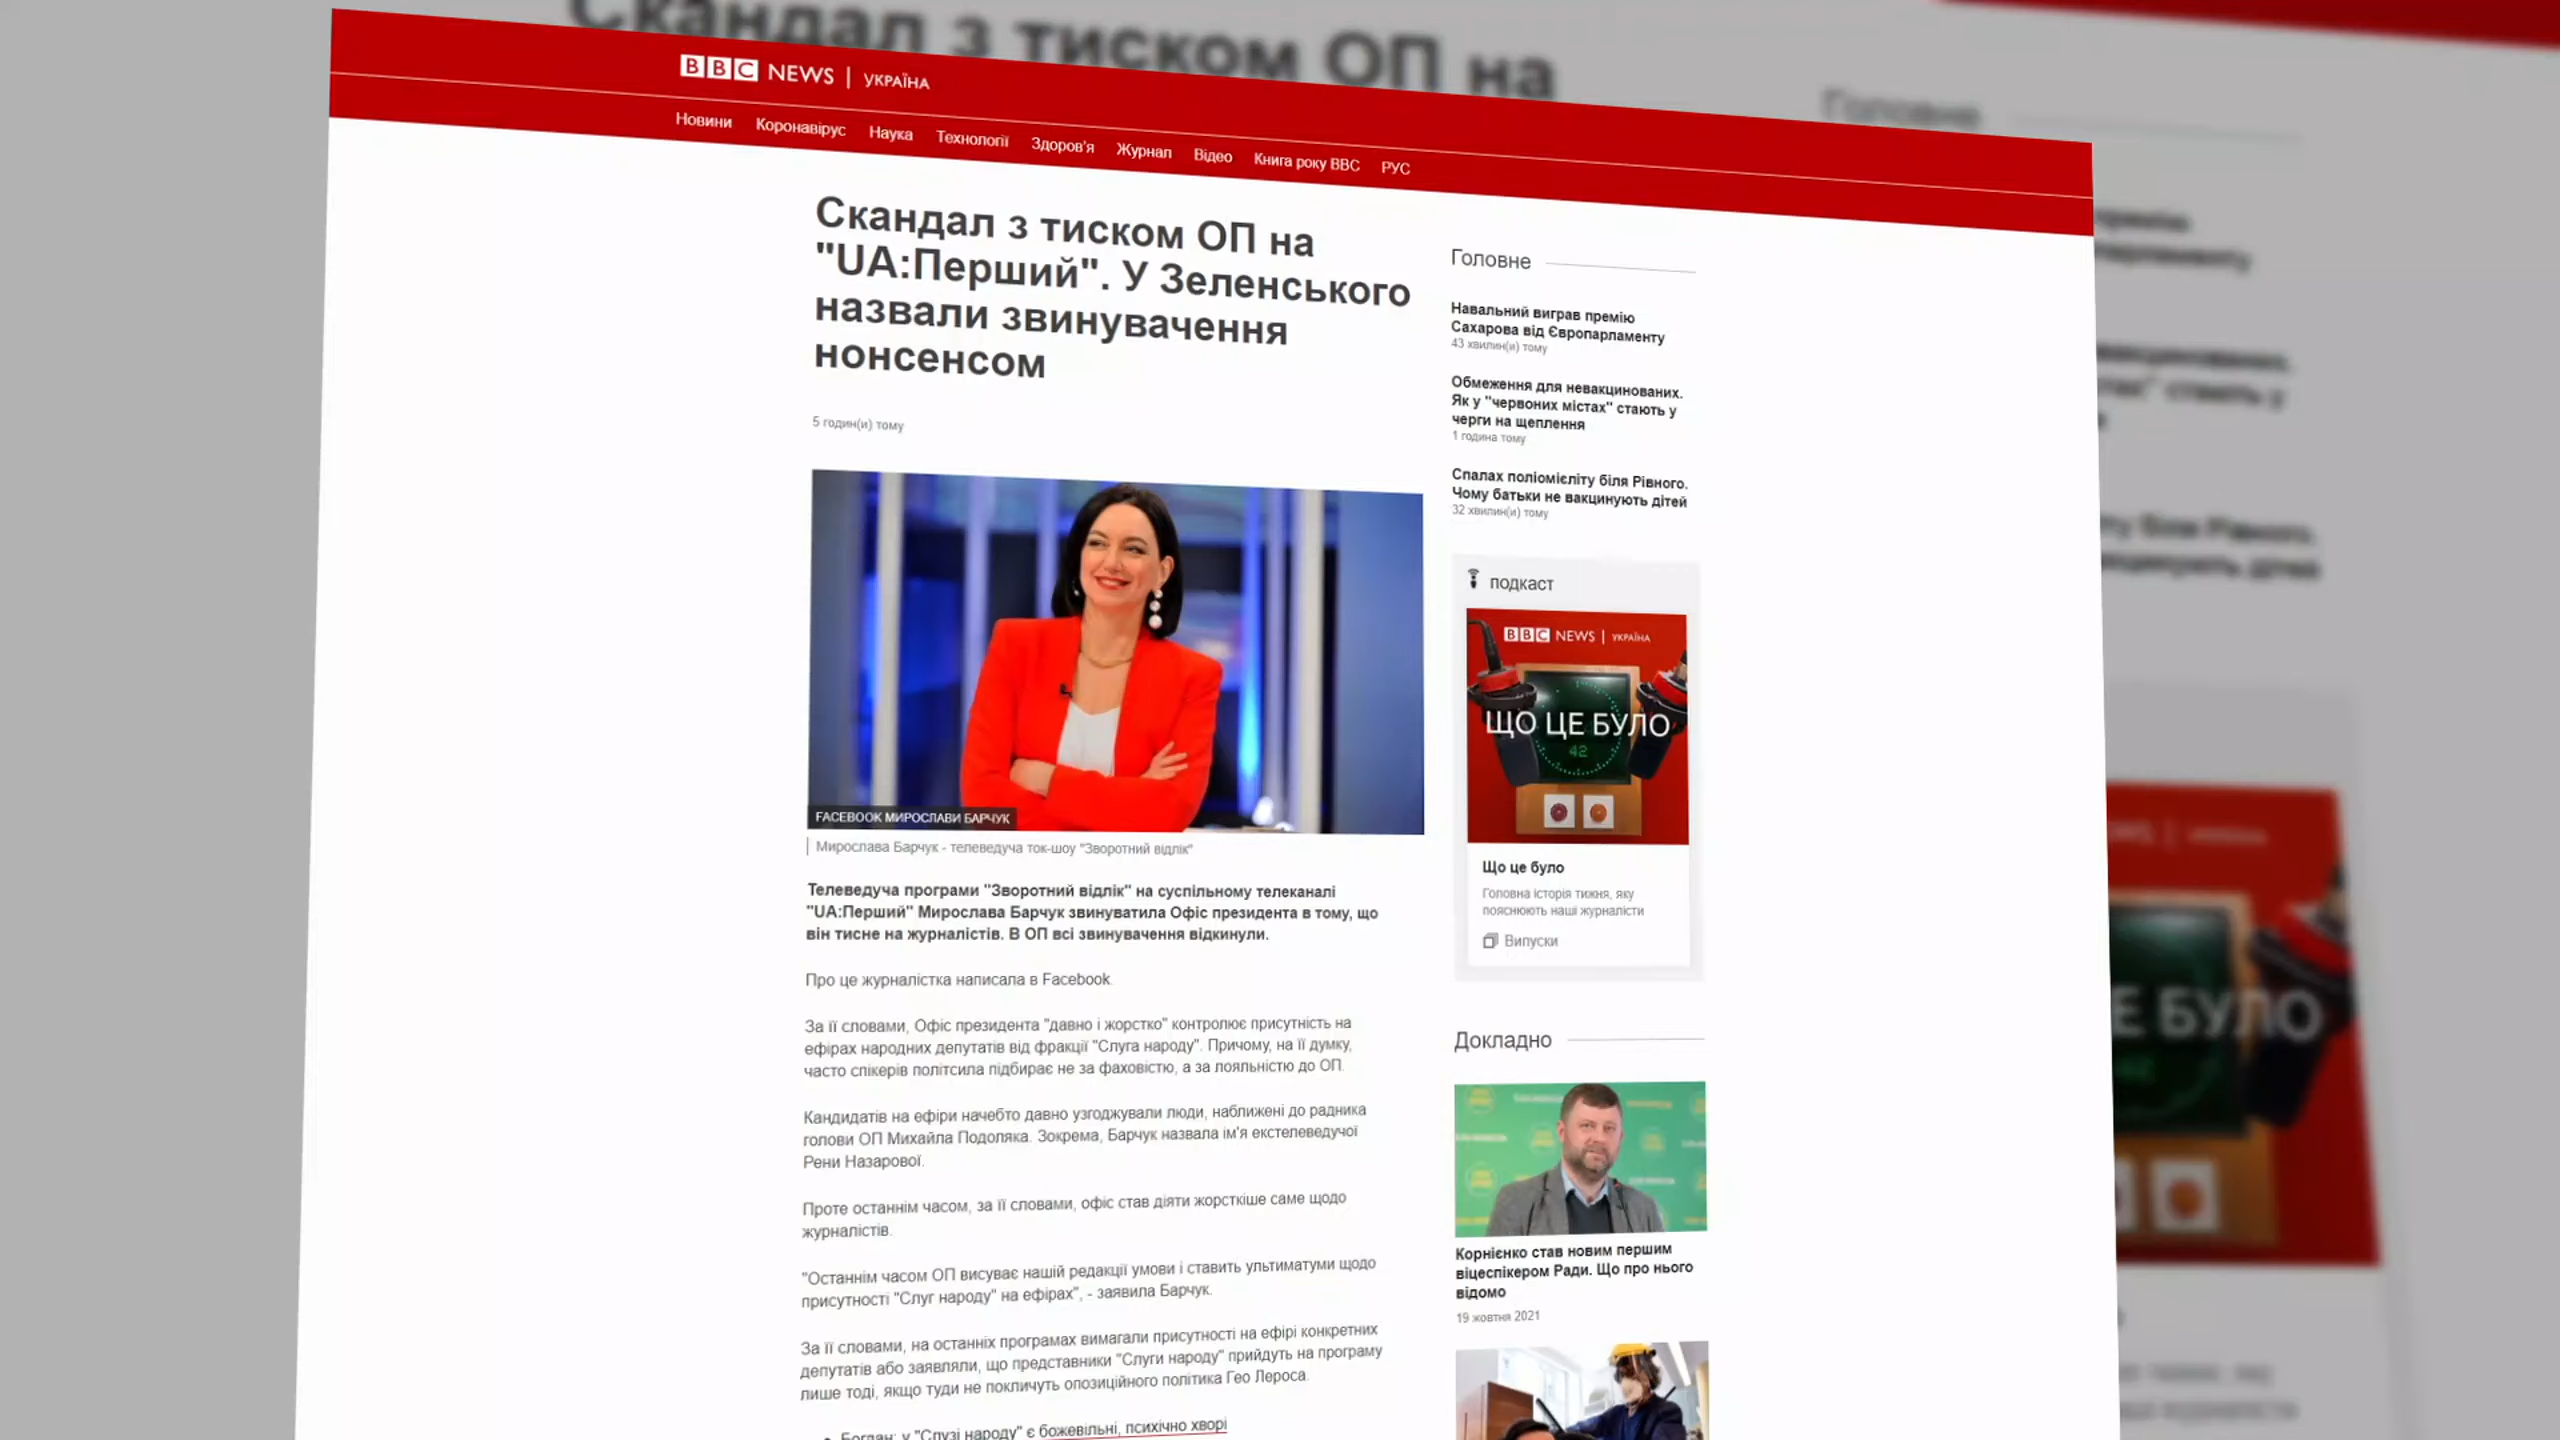 Скандал з тиском ОП на
Головне
BBC NEWS | УКРАЇНА
Новини Коронавірус Наука Технології Здоров'я Журнал Відео Книга року BBC РУС
Скандал з тиском ОП на
"UA:Перший". У Зеленського
назвали звинувачення
нонсенсом
5 годин(и) тому
FACEBOOK МИРОСЛАВИ БАРЧУК
Мирослава Барчук - телеведуча ток-шоу "Зворотний відлік"
Телеведуча програми "Зворотний відлік" на суспільному телеканалі
"UA:Перший" Мирослава Барчук звинуватила Офіс президента в тому, що
він тисне на журналістів. В ОП всі звинувачення відкинули.
Про це журналістка написала в Facebook.
За її словами, Офіс президента "давно і жорстко" контролює присутність на
ефірах народних депутатів від фракції "Слуга народу". Причому, на її думку,
часто спікерів політсила підбирає не за фаховістю, а за лояльністю до ОП.
Кандидатів на ефіри начебто давно узгоджували люди, наближені до радника
голови ОП Михайла Подоляка. Зокрема, Барчук назвала ім'я екстелеведучої
Рени Назарової.
Проте останнім часом, за її словами, офіс став діяти жорсткіше саме щодо
журналістів.
"Останнім часом ОП висуває нашій редакції умови і ставить ультиматуми щодо
присутності "Слуг народу" на ефірах", - заявила Барчук.
За її словами, на останніх програмах вимагали присутності на ефірі конкретних
депутатів або заявляли, що представники "Слуги народу" прийдуть на програму
лише тоді, якщо туди не покличуть опозиційного політика Гео Лероса.
Богдан: у "Слузі народу" є божевільні, психічно хворі
Головне
Навальний виграв премію
Сахарова від Європарламенту
43 хвилин(и) тому
Обмеження для невакцинованих.
Як у "червоних містах" стають у
черги на щеплення
1 година тому
Спалах поліомієліту біля Рівного.
Чому батьки не вакцинують дітей
32 хвилин(и) тому
подкаст
BBC NEWS | УКРАЇНА
ЩО ЦЕ БУЛО
42
Що це було
Головна історія тижня, яку
пояснюють наші журналісти
Випуски
Докладно
Корнієнко став новим першим
віцеспікером Ради. Що про нього
відомо
19 жовтня 2021
Е БУЛО